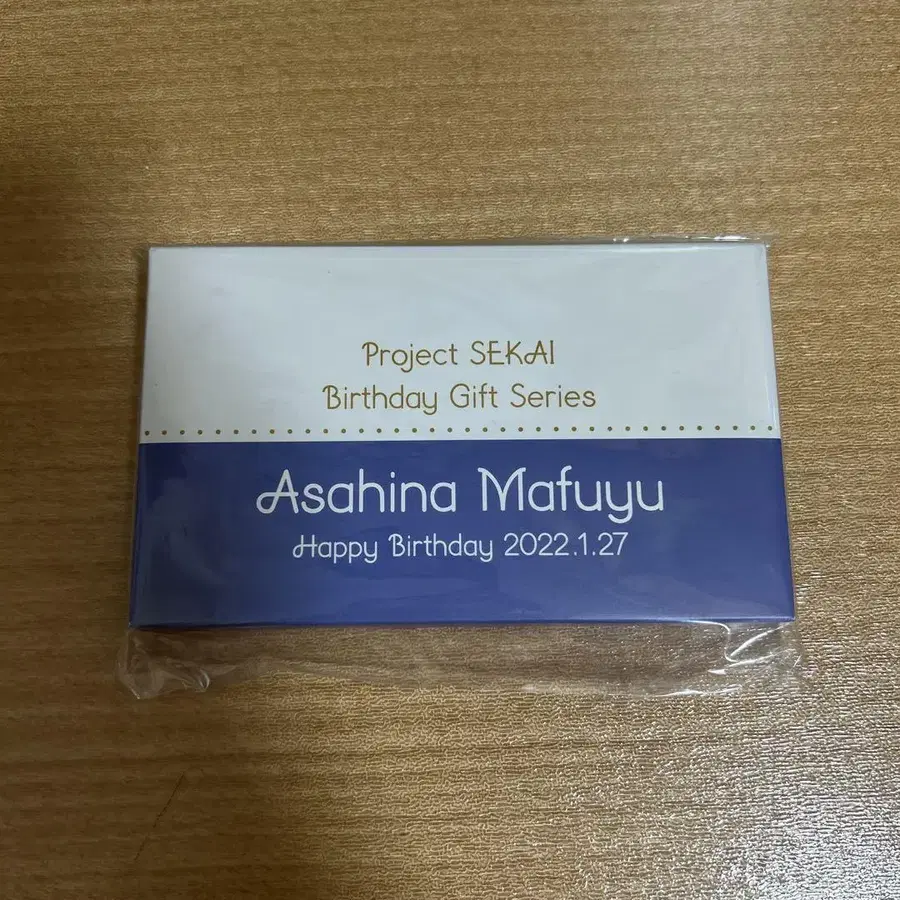 Project SEKAI
Birthday Gift Series
Asahina Mafuyu
Happy Birthday 2022.1.27